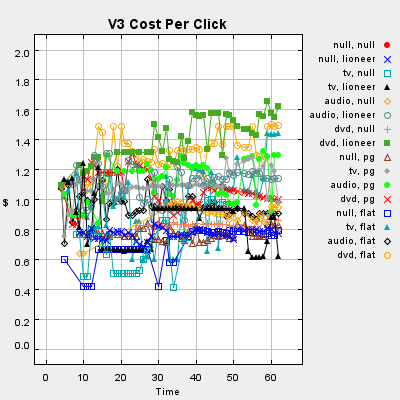 V3 Cost Per Click
2.0
1.8
1.6
1.4
1.2
1.0
0.8
0.6
0.4
0.2
0.0
$
0 10 20 30 40 50 60
Time
null, null
null, lioneer
tv, null
tv, lioneer
audio, null
audio, lioneer
dvd, null
dvd, lioneer
null, pg
tv, pg
audio, pg
dvd, pg
null, flat
tv, flat
audio, flat
dvd, flat